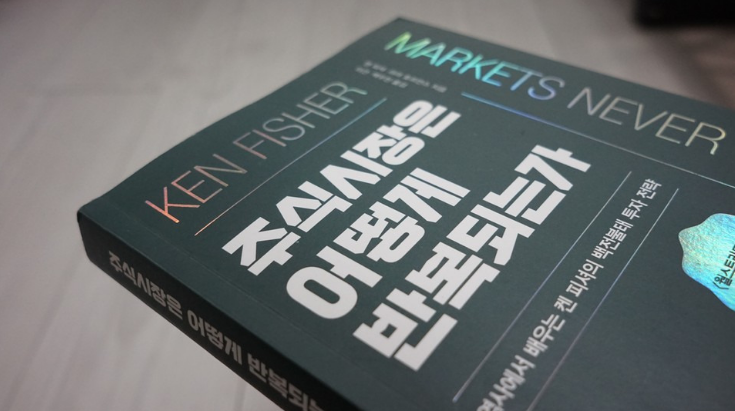 MARKETS NEVER
KEN FISHER
주식시장은
어떻게
반복되는가
역사에서 배우는 켄 피셔의 백전불태 투자 전략
주식시장은 어떻게 반복되는